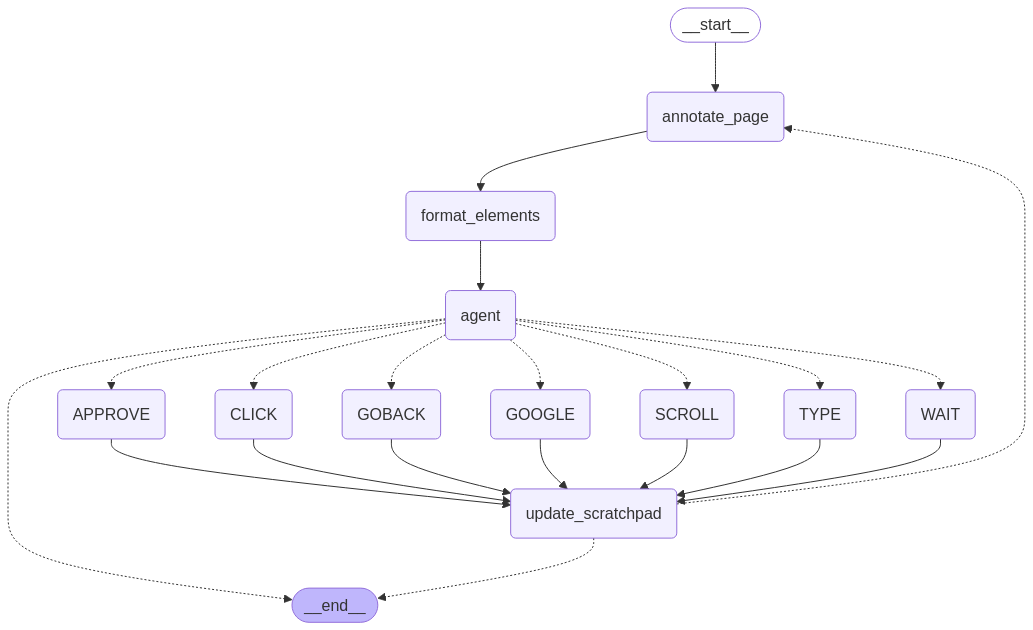 __start__
annotate_page
format_elements
agent
APPROVE
CLICK
GOBACK
GOOGLE
SCROLL
TYPE
WAIT
update_scratchpad
__end__